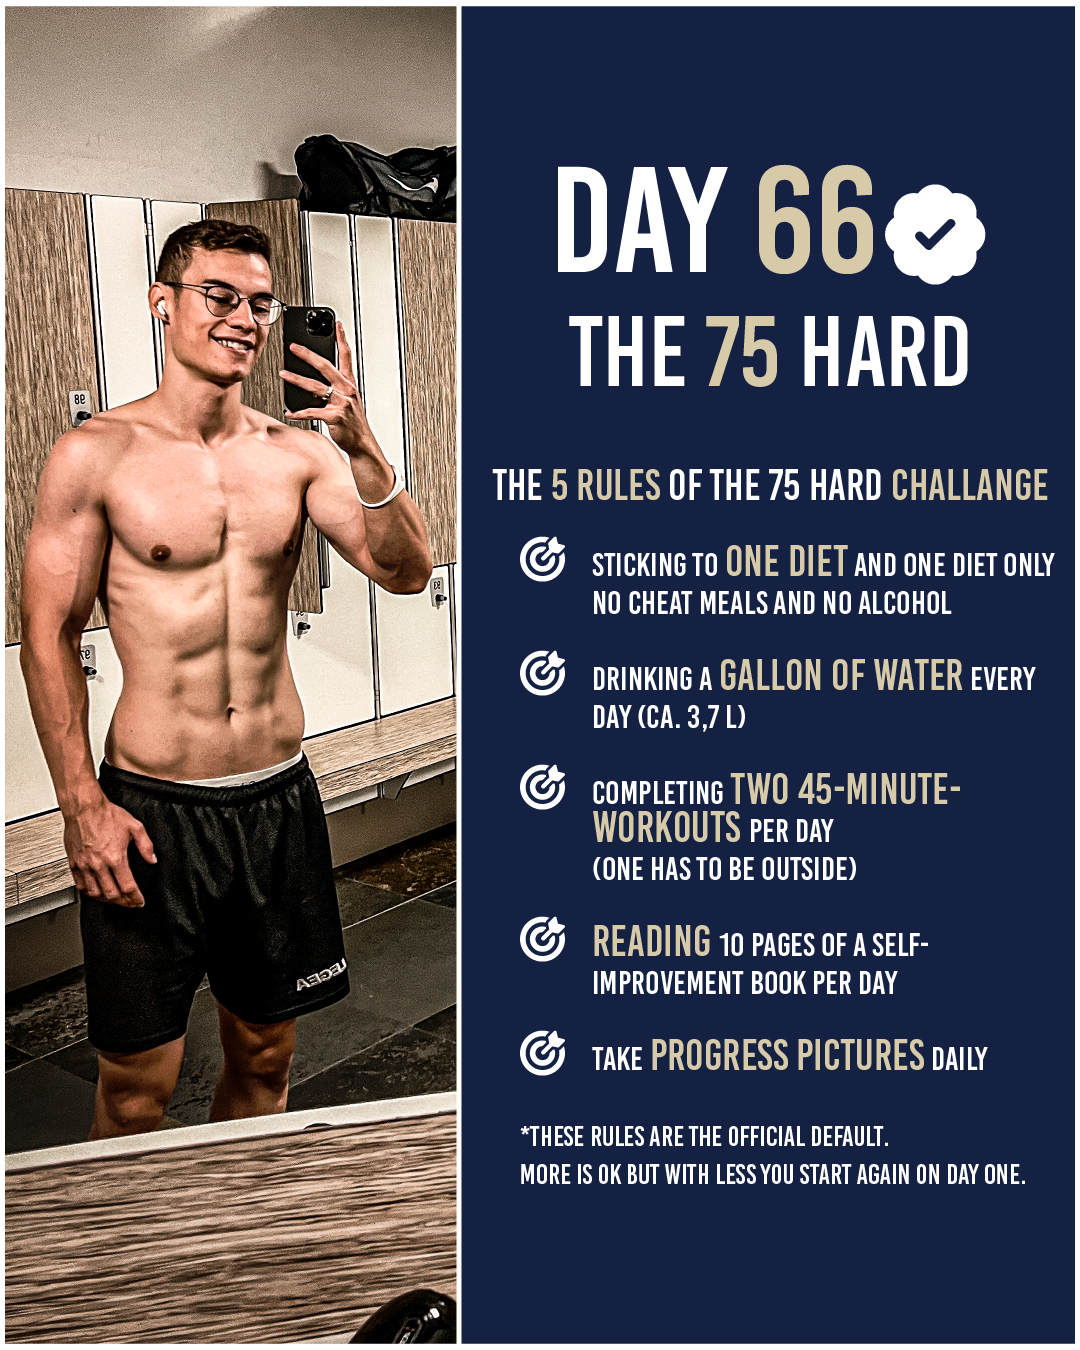 DAY 66
THE 75 HARD
THE 5 RULES OF THE 75 HARD CHALLANGE
STICKING TO ONE DIET AND ONE DIET ONLY
NO CHEAT MEALS AND NO ALCOHOL
DRINKING A GALLON OF WATER EVERY
DAY (CA. 3,7 L)
COMPLETING TWO 45-MINUTE-
WORKOUTS PER DAY
(ONE HAS TO BE OUTSIDE)
READING 10 PAGES OF A SELF-
IMPROVEMENT BOOK PER DAY
TAKE PROGRESS PICTURES DAILY
*THESE RULES ARE THE OFFICIAL DEFAULT.
MORE IS OK BUT WITH LESS YOU START AGAIN ON DAY ONE.
98
93
97
LEGEA